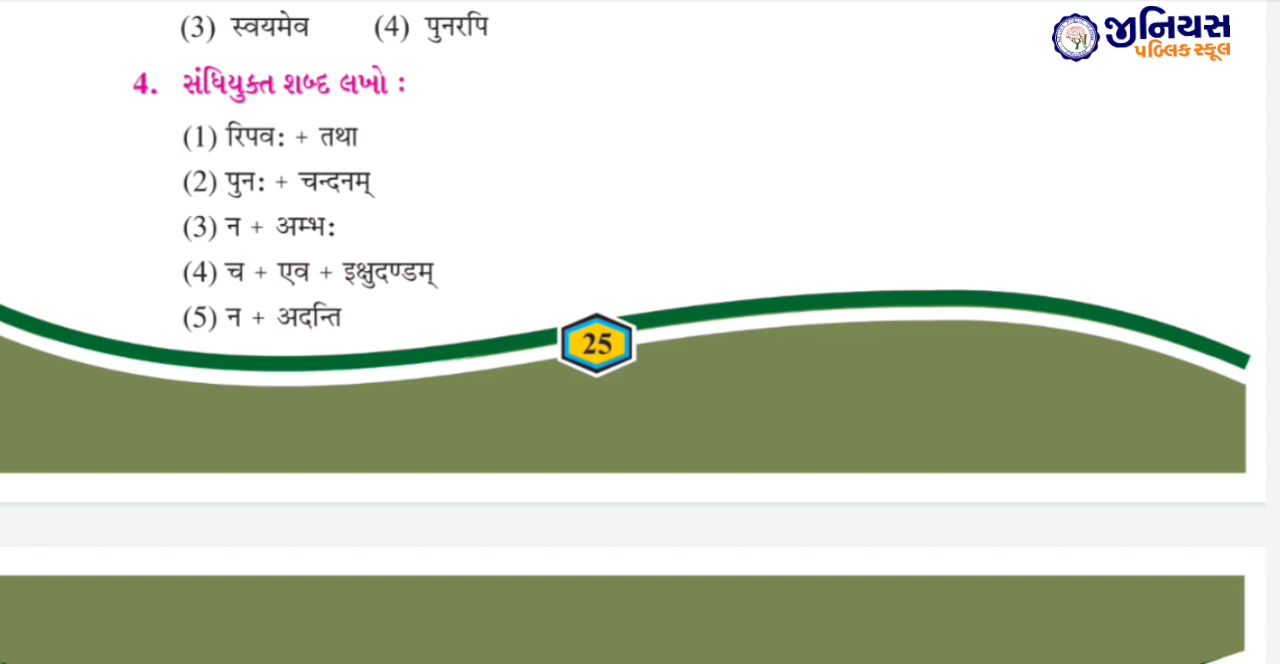 (3) स्वयमेव (4) पुनरपि
જીનિયસ
પબ્લિક સ્કૂલ
4. સંધિયુક્ત શબ્દ લખો :
(1) रिपवः + तथा
(2) पुनः + चन्दनम्
(3) न + अम्भः
(4) च + एव + इक्षुदण्डम्
(5) न + अदन्ति
25